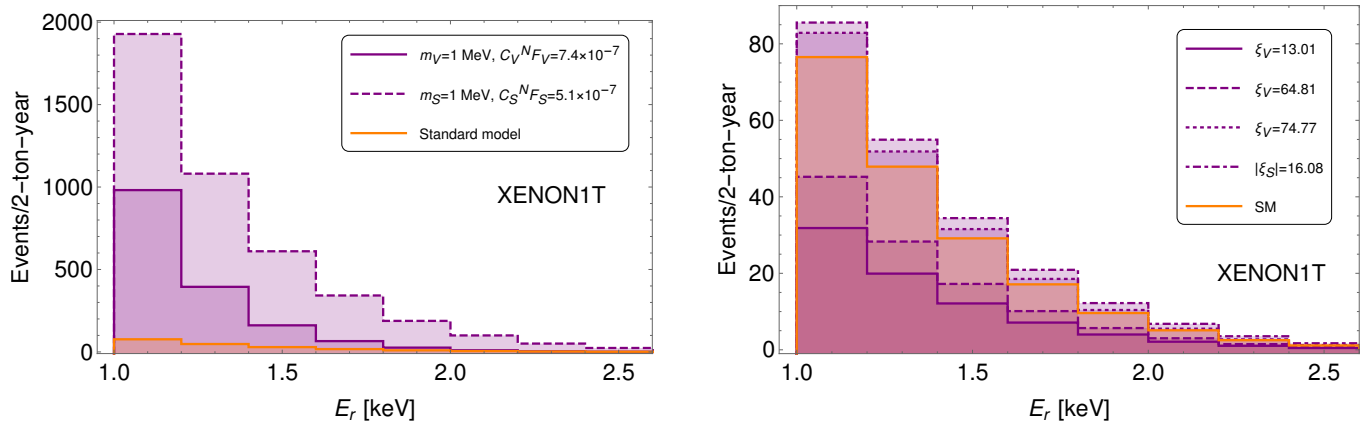 2000
1500
1000
500
0
Events/2-ton-year
m_V=1 MeV, C_V^N F_V=7.4×10^-7
m_S=1 MeV, C_S^N F_S=5.1×10^-7
Standard model
XENON1T
1.0 1.5 2.0 2.5
E_r [keV]
80
60
40
20
0
Events/2-ton-year
ξ_V=13.01
ξ_V=64.81
ξ_V=74.77
|ξ_S|=16.08
SM
XENON1T
1.0 1.5 2.0 2.5
E_r [keV]